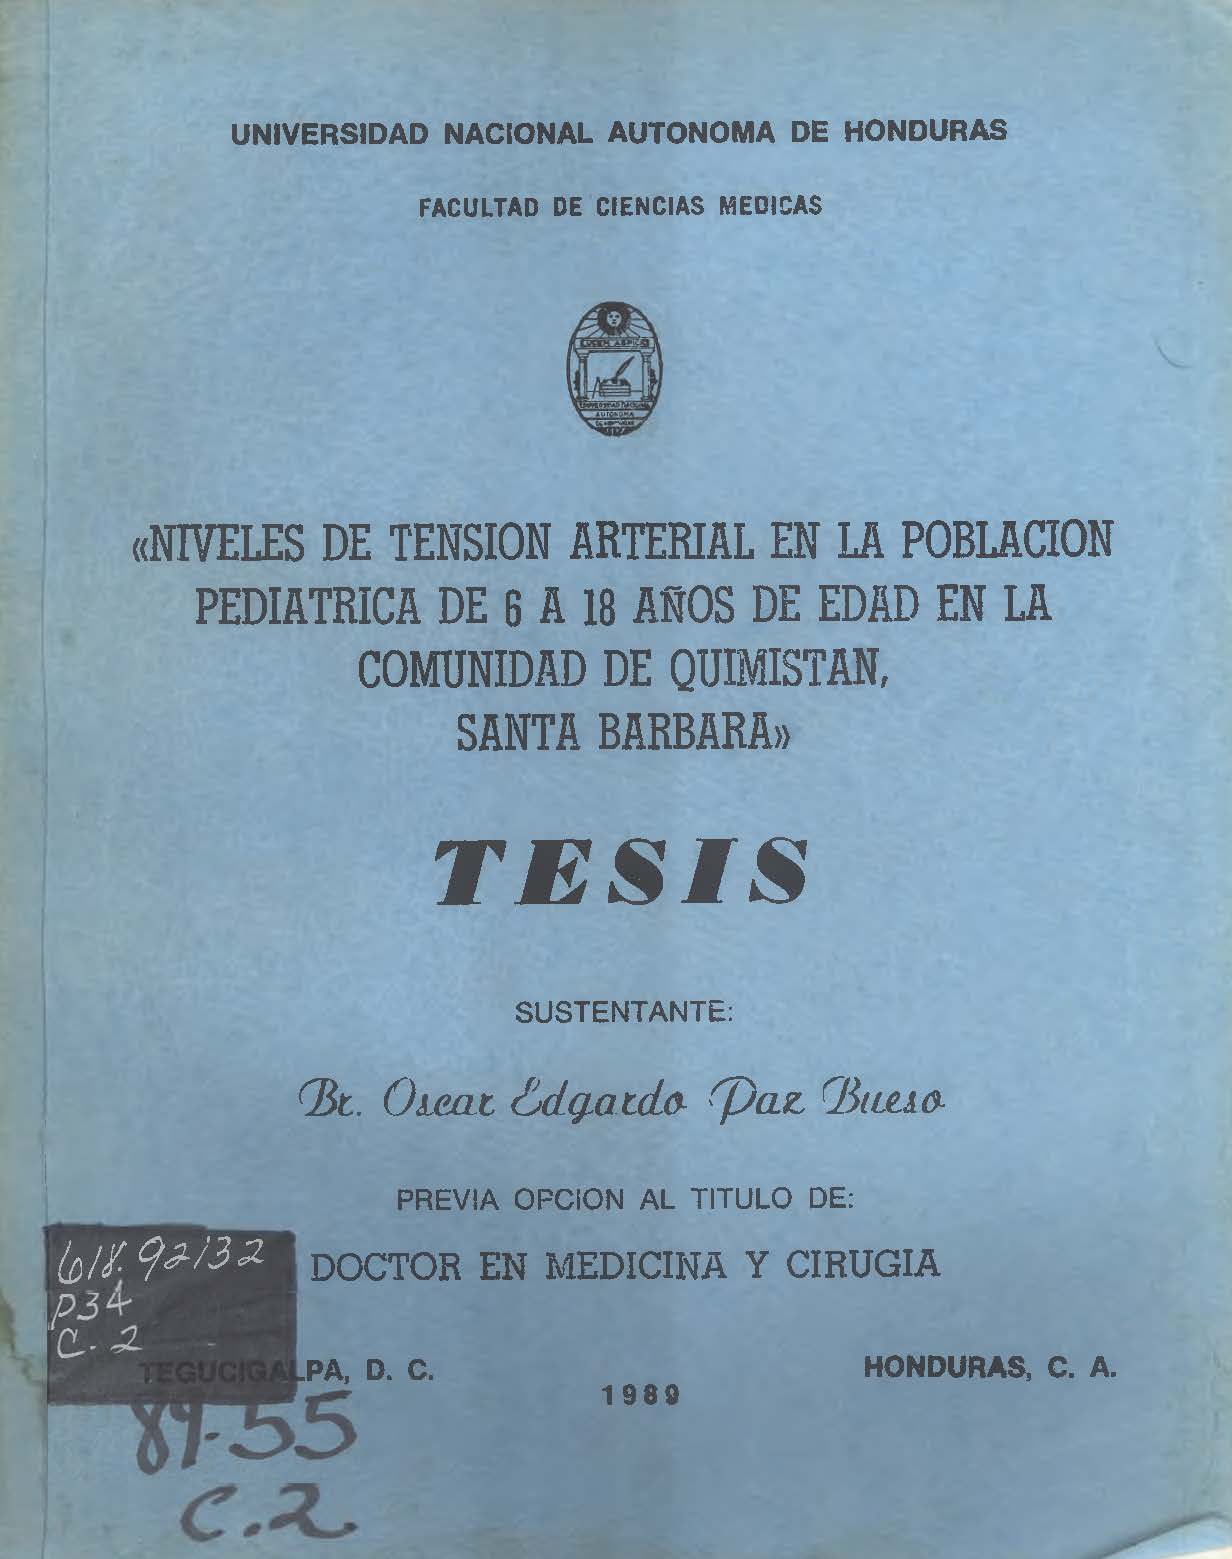 UNIVERSIDAD NACIONAL AUTONOMA DE HONDURAS
FACULTAD DE CIENCIAS MEDICAS
«NIVELES DE TENSION ARTERIAL EN LA POBLACION
PEDIATRICA DE 6 A 18 AÑOS DE EDAD EN LA
COMUNIDAD DE QUIMISTAN,
SANTA BARBARA»
TESIS
SUSTENTANTE:
Br. Oscar Edgardo Paz Bueso
PREVIA OPCION AL TITULO DE:
DOCTOR EN MEDICINA Y CIRUGIA
618.92132
P34
C.2
TEGUCIGALPA, D. C.
HONDURAS, C. A.
1989
89-55
C.2